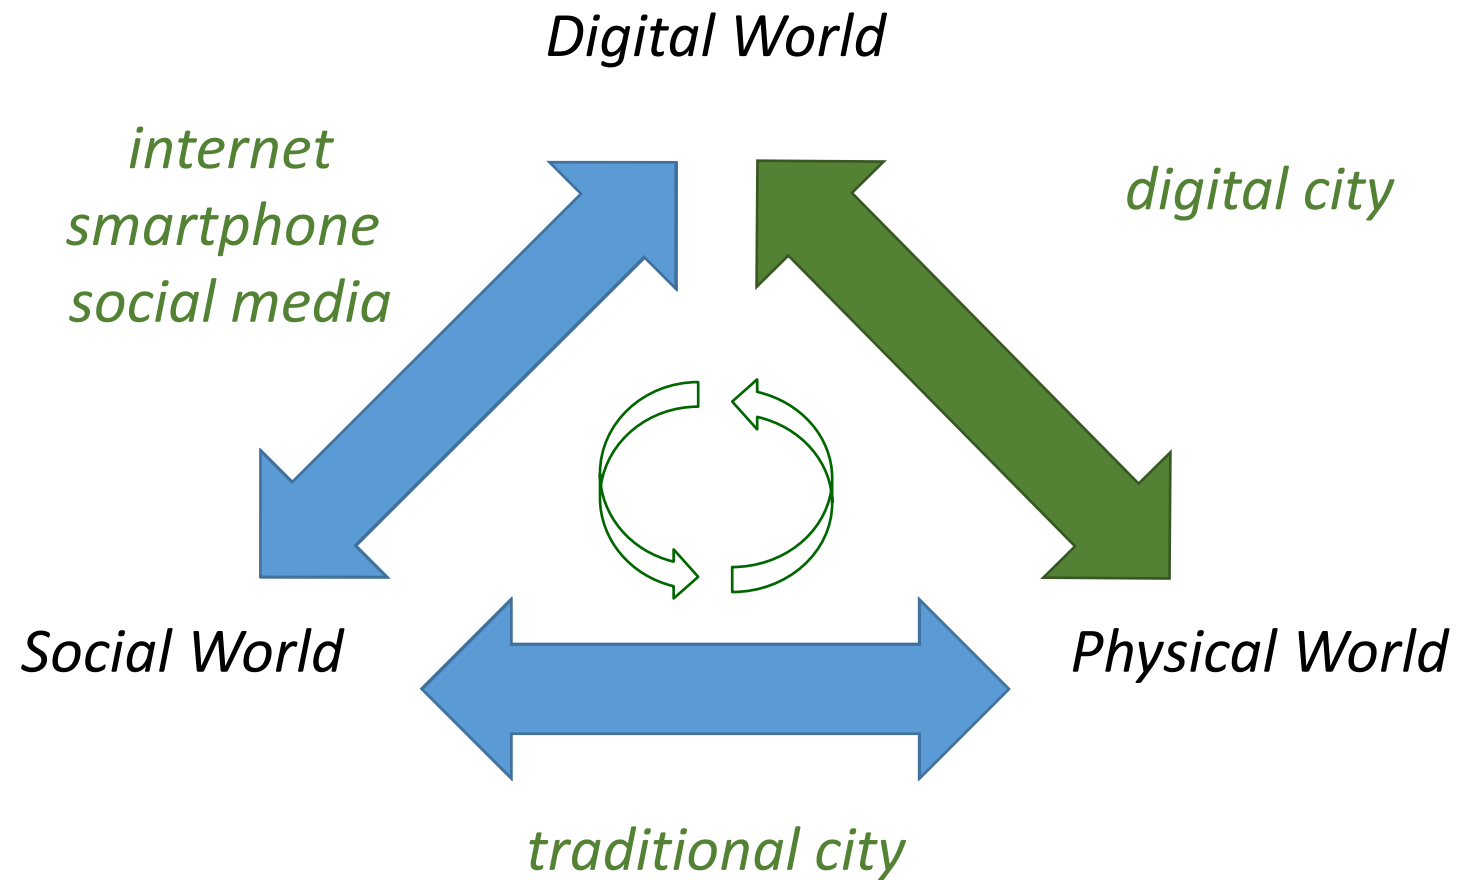 Digital World
internet
smartphone
social media
digital city
Social World
Physical World
traditional city